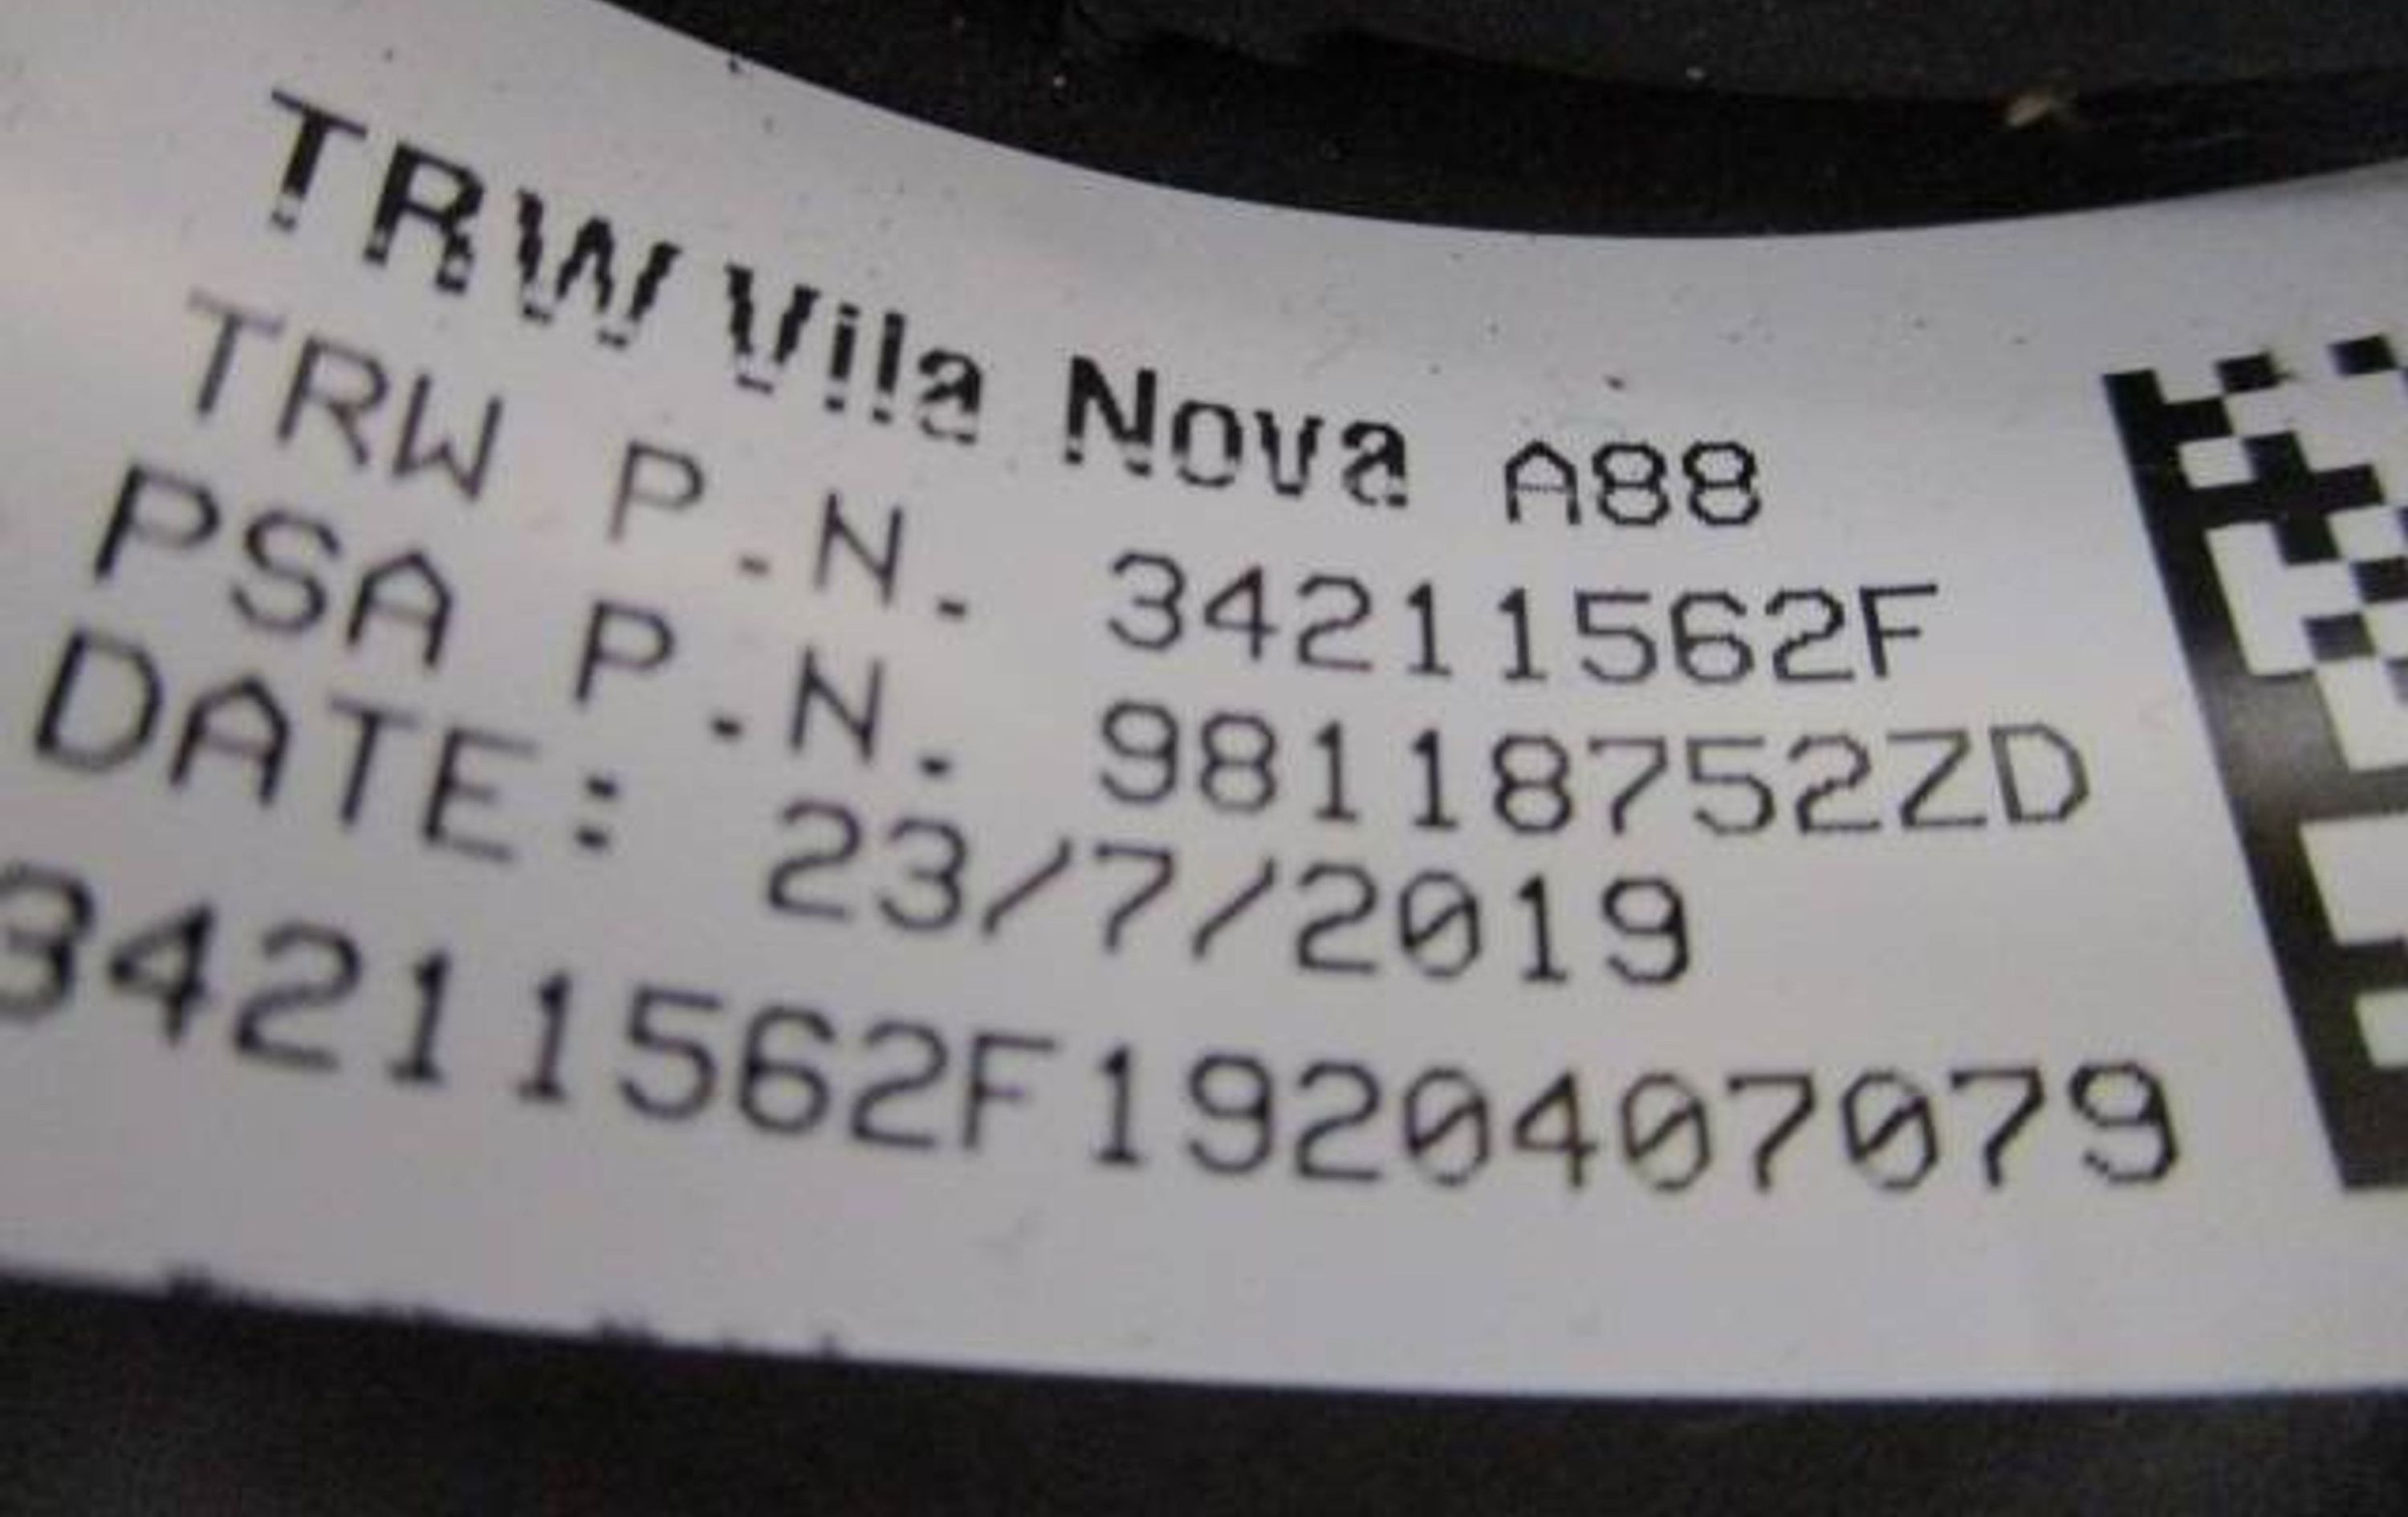 TRW Vila Nova A88
TRW P.N. 34211562F
PSA P.N. 98118752ZD
DATE: 23/7/2019
34211562F1920407079